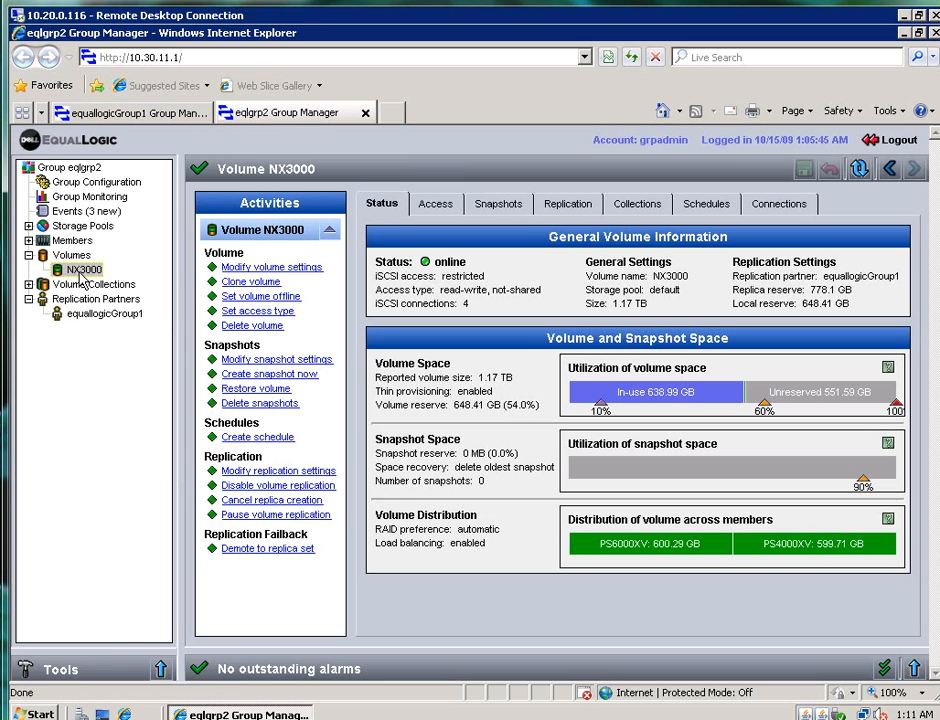 10.20.0.116 - Remote Desktop Connection
eqlgrp2 Group Manager - Windows Internet Explorer
http://10.30.11.1/
Live Search
Favorites Suggested Sites Web Slice Gallery
equallogicGroup1 Group Man... eqlgrp2 Group Manager Page Safety Tools
DELL EQUALLOGIC Account: grpadmin Logged in 10/15/09 1:05:45 AM Logout
Group eqlgrp2
Group Configuration
Group Monitoring
Events (3 new)
Storage Pools
Members
Volumes
NX3000
Volume Collections
Replication Partners
equallogicGroup1
Volume NX3000
Activities
Volume NX3000
Volume
Modify volume settings
Clone volume
Set volume offline
Set access type
Delete volume
Snapshots
Modify snapshot settings
Create snapshot now
Restore volume
Delete snapshots
Schedules
Create schedule
Replication
Modify replication settings
Disable volume replication
Cancel replica creation
Pause volume replication
Replication Failback
Demote to replica set
Status Access Snapshots Replication Collections Schedules Connections
General Volume Information
Status: online
iSCSI access: restricted
Access type: read-write, not-shared
iSCSI connections: 4
General Settings
Volume name: NX3000
Storage pool: default
Size: 1.17 TB
Replication Settings
Replication partner: equallogicGroup1
Replica reserve: 778.1 GB
Local reserve: 648.41 GB
Volume and Snapshot Space
Volume Space
Reported volume size: 1.17 TB
Thin provisioning: enabled
Volume reserve: 648.41 GB (54.0%)
Utilization of volume space
In-use 638.99 GB Unreserved 551.59 GB
10% 60% 100
Snapshot Space
Snapshot reserve: 0 MB (0.0%)
Space recovery: delete oldest snapshot
Number of snapshots: 0
Utilization of snapshot space
90%
Volume Distribution
RAID preference: automatic
Load balancing: enabled
Distribution of volume across members
PS6000XV: 600.29 GB PS4000XV: 599.71 GB
Tools
No outstanding alarms
Done Internet | Protected Mode: Off 100%
Start eqlgrp2 Group Manag... 1:11 AM